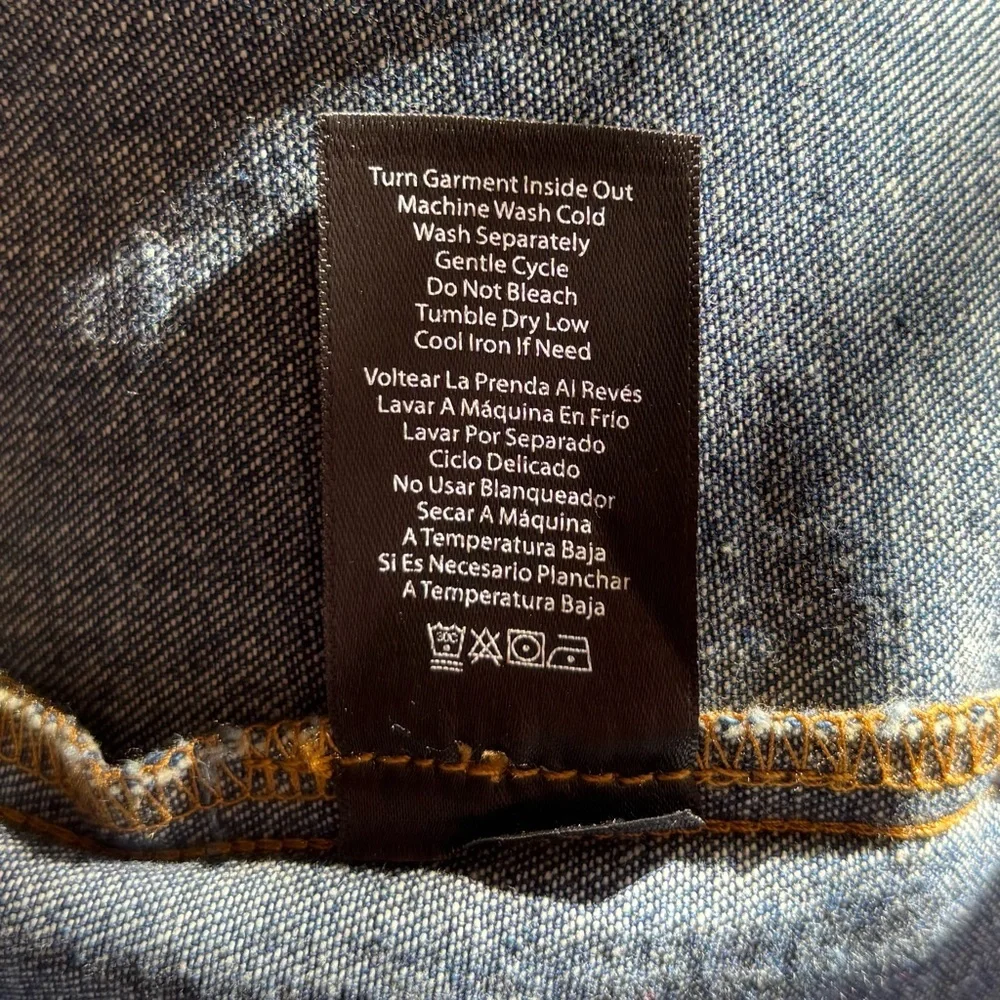 Turn Garment Inside Out
Machine Wash Cold
Wash Separately
Gentle Cycle
Do Not Bleach
Tumble Dry Low
Cool Iron If Need
Voltear La Prenda Al Revés
Lavar A Máquina En Frío
Lavar Por Separado
Ciclo Delicado
No Usar Blanqueador
Secar A Máquina
A Temperatura Baja
Si Es Necesario Planchar
A Temperatura Baja
30C